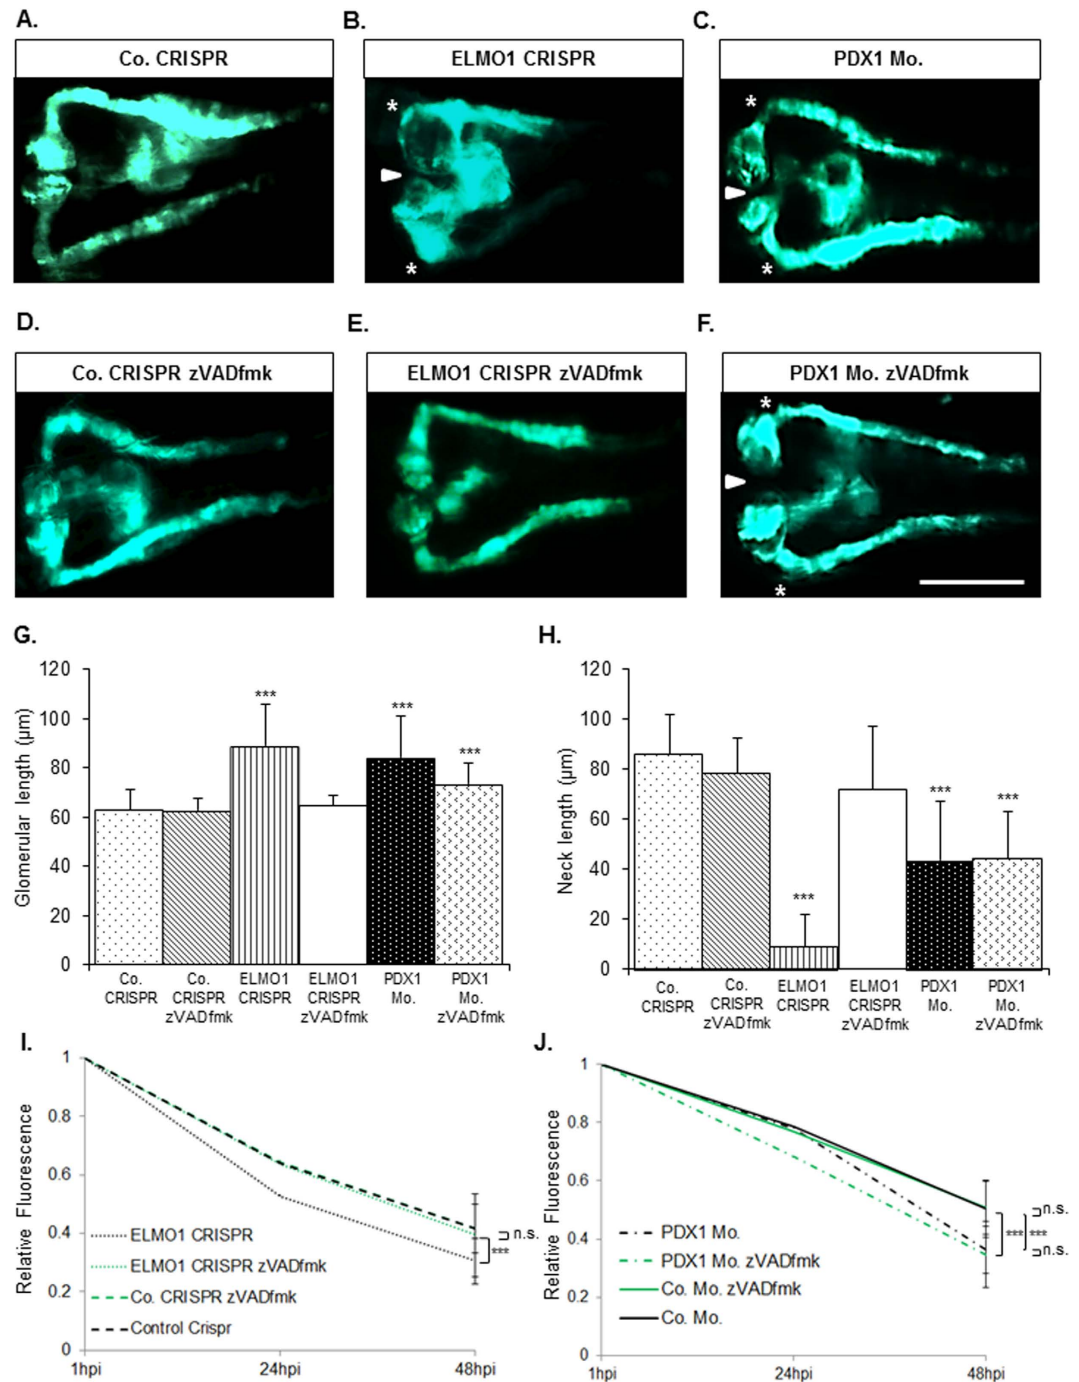 A.
B.
C.
Co. CRISPR
ELMO1 CRISPR
PDX1 Mo.
*
*
*
*
D.
E.
F.
Co. CRISPR zVADfmk
ELMO1 CRISPR zVADfmk
PDX1 Mo. zVADfmk
*
*
G.
Glomerular length (µm)
120
100
80
60
40
20
0
***
***
***
Co. CRISPR
Co. CRISPR zVADfmk
ELMO1 CRISPR
ELMO1 CRISPR zVADfmk
PDX1 Mo.
PDX1 Mo. zVADfmk
H.
Neck length (µm)
120
100
80
60
40
20
0
***
***
***
Co. CRISPR
Co. CRISPR zVADfmk
ELMO1 CRISPR
ELMO1 CRISPR zVADfmk
PDX1 Mo.
PDX1 Mo. zVADfmk
I.
Relative Fluorescence
1
0.8
0.6
0.4
0.2
0
ELMO1 CRISPR
ELMO1 CRISPR zVADfmk
Co. CRISPR zVADfmk
Control Crispr
n.s.
***
1hpi
24hpi
48hpi
J.
Relative Fluorescence
1
0.8
0.6
0.4
0.2
0
PDX1 Mo.
PDX1 Mo. zVADfmk
Co. Mo. zVADfmk
Co. Mo.
n.s.
***
***
n.s.
1hpi
24hpi
48hpi